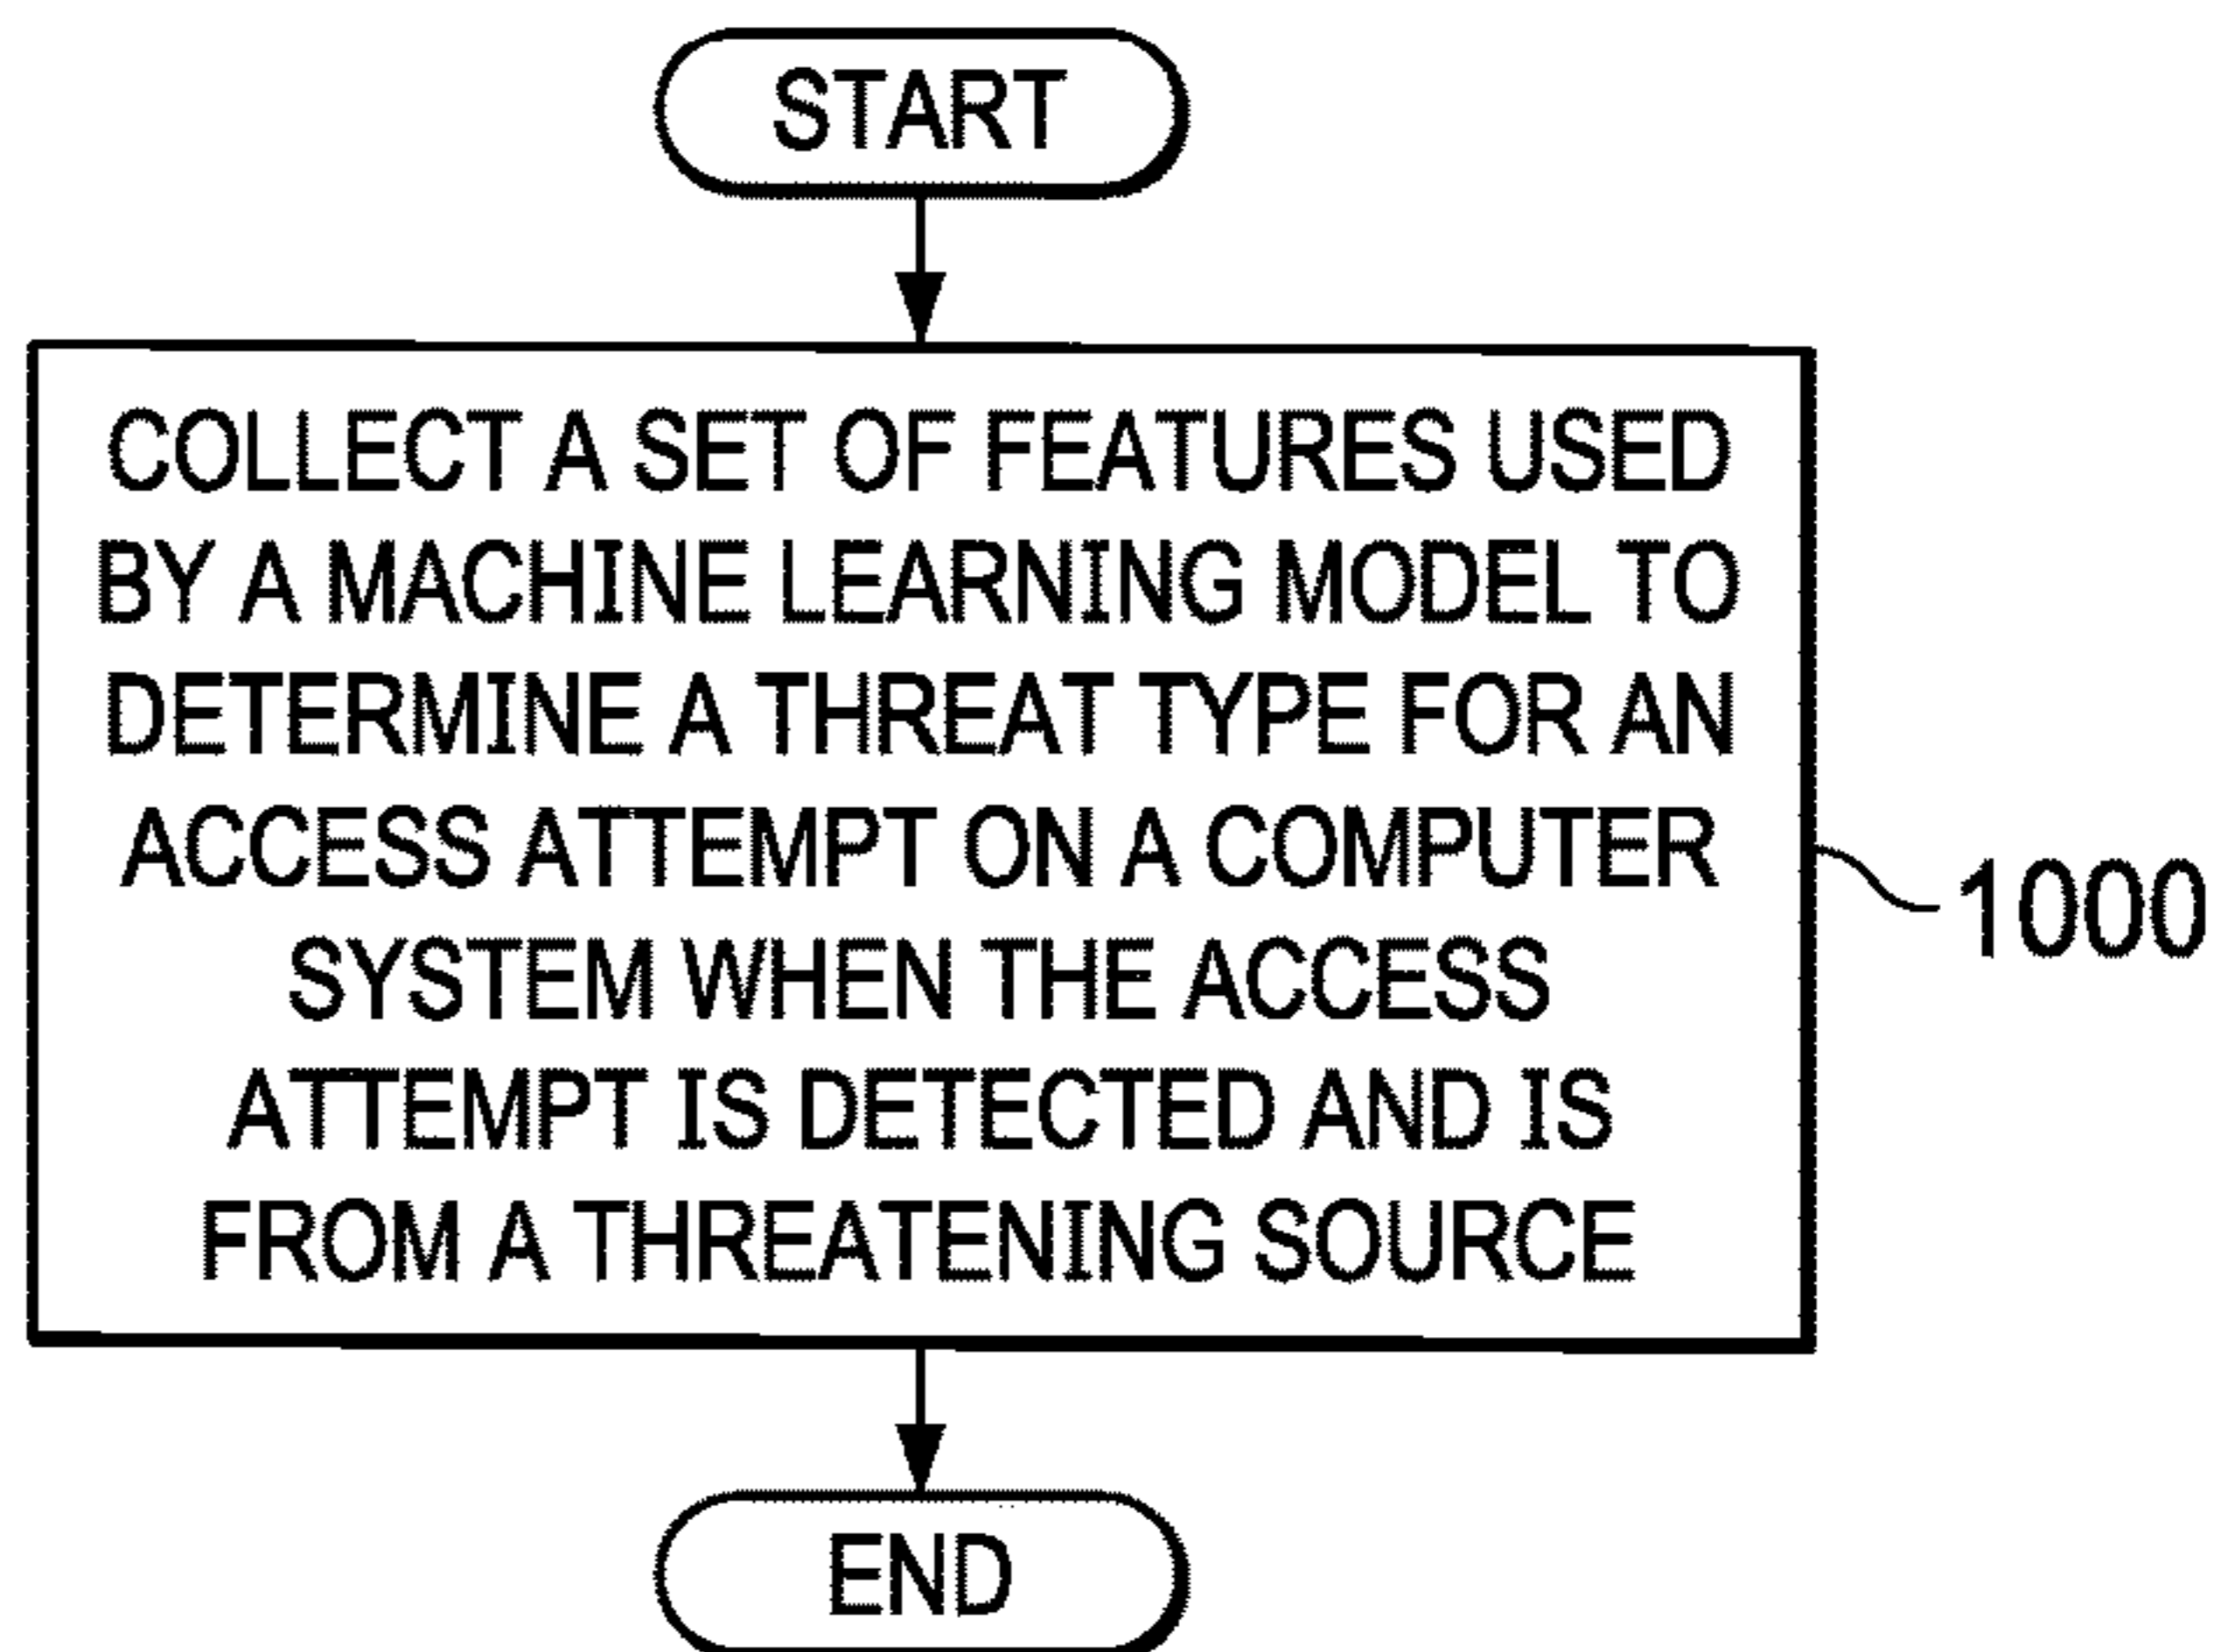 START
COLLECT A SET OF FEATURES USED
BY A MACHINE LEARNING MODEL TO
DETERMINE A THREAT TYPE FOR AN
ACCESS ATTEMPT ON A COMPUTER
SYSTEM WHEN THE ACCESS
ATTEMPT IS DETECTED AND IS
FROM A THREATENING SOURCE
1000
END